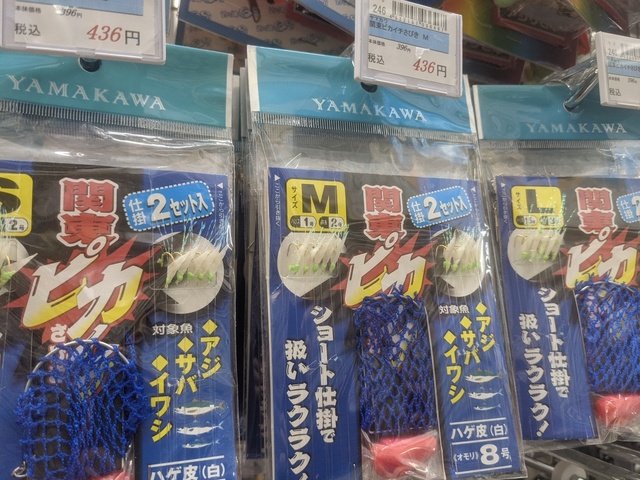 本体価格
396円
税込
436円
246
関東ピカイチさびき M
本体価格
396円
税込
436円
税込
YAMAKAWA
YAMAKAWA
YAMAKAWA
S
関東
ピカイ
仕掛2セット入
対象魚
◆アジ
◆サバ
◆イワシ
ハゲ皮(白)
サイズ
M
関東
ピカ
仕掛2セット入
ショート仕掛で
扱いラクラク!
対象魚
◆アジ
◆サバ
◆イワシ
ハゲ皮(白)
(オモリ)8号
サイズ
L
関東
ピカ
仕掛2
ショート仕掛で
扱いラクラク!